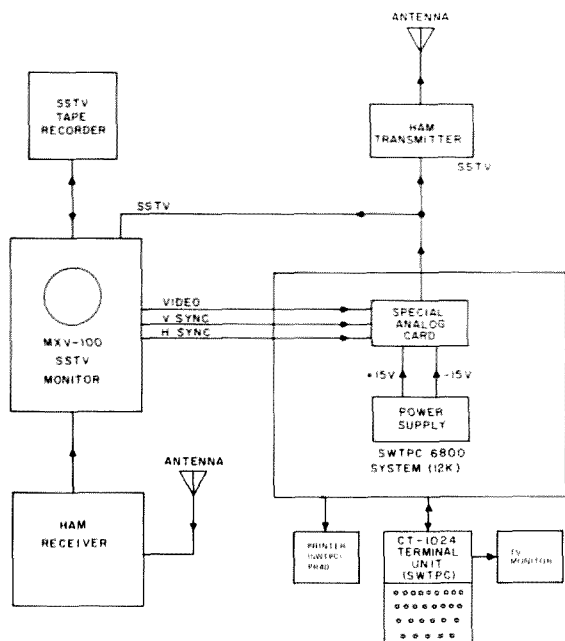 ANTENNA
SSTV
TAPE
RECORDER
HAM
TRANSMITTER
SSTV
SSTV
VIDEO
V SYNC
H SYNC
MXV-100
SSTV
MONITOR
SPECIAL
ANALOG
CARD
+15V
-15V
POWER
SUPPLY
SWTPC 6800
SYSTEM (12K)
ANTENNA
HAM
RECEIVER
PRINTER
(SWTPC)
PR40
CT-1024
TERMINAL
UNIT
(SWTPC)
TV
MONITOR